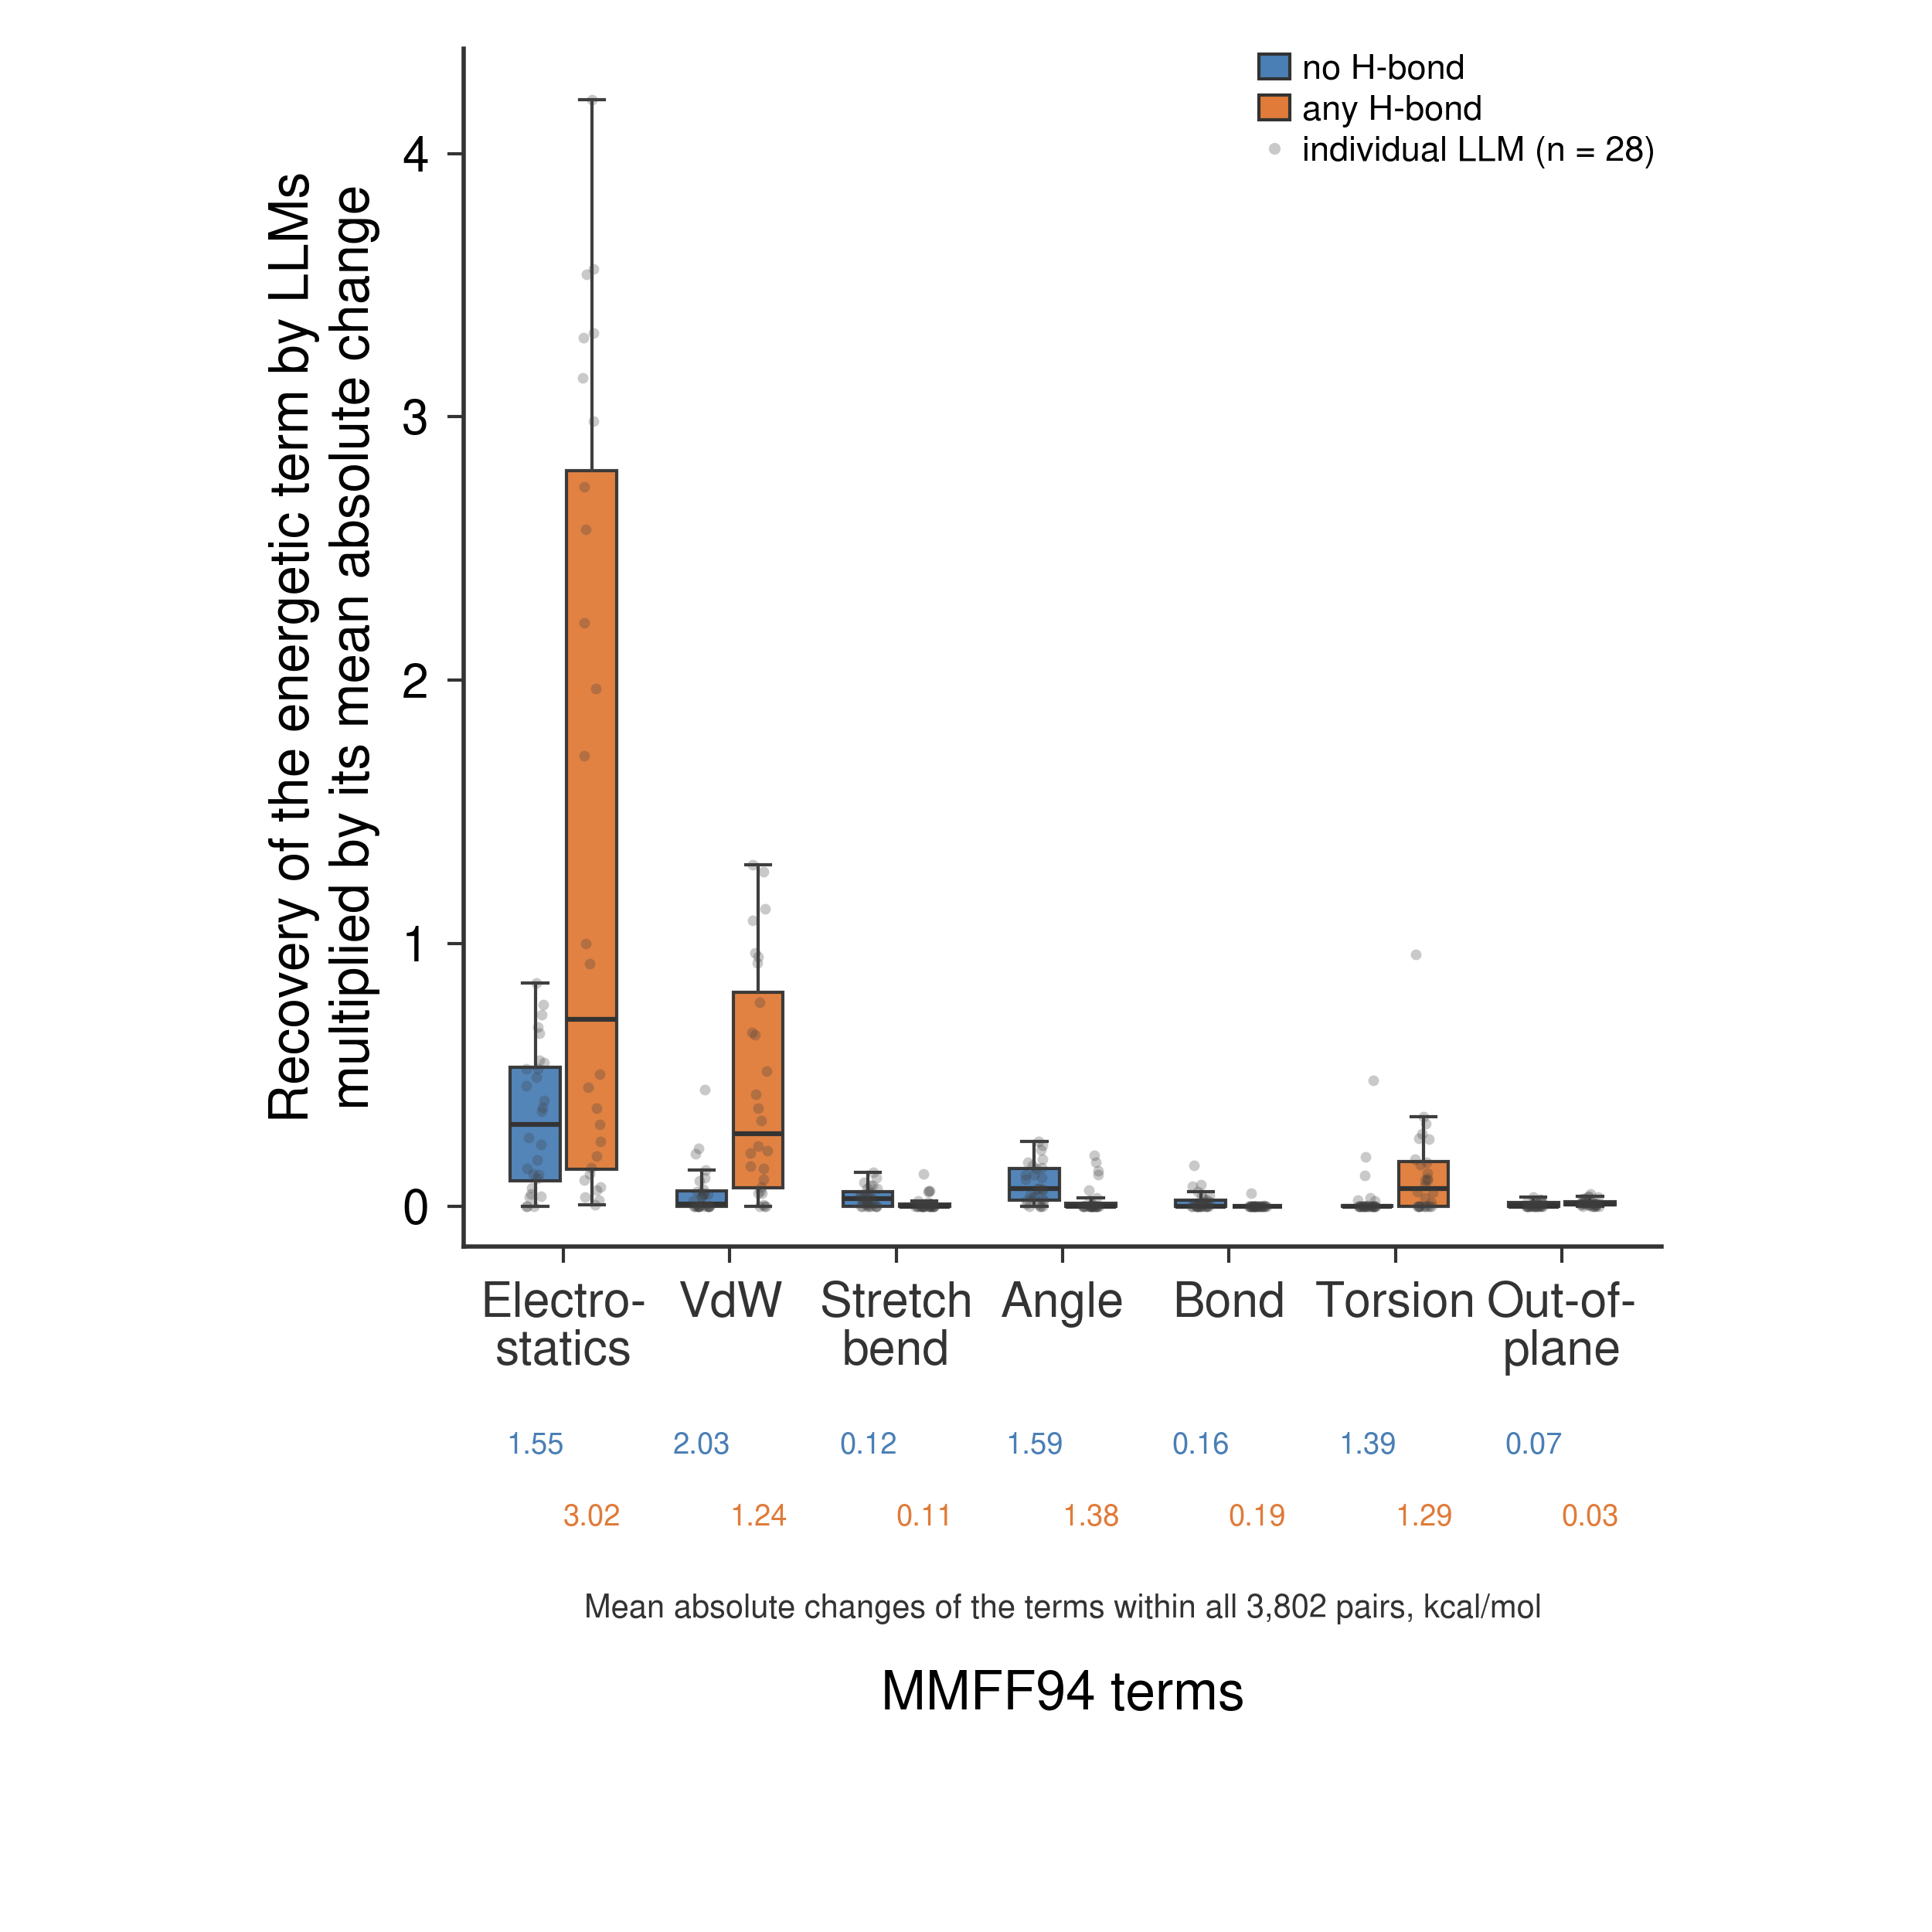 no H-bond
any H-bond
individual LLM (n = 28)
Recovery of the energetic term by LLMs
multiplied by its mean absolute change
4
3
2
1
0
Electro-
statics
VdW
Stretch
bend
Angle
Bond
Torsion
Out-of-
plane
1.55 2.03 0.12 1.59 0.16 1.39 0.07
3.02 1.24 0.11 1.38 0.19 1.29 0.03
Mean absolute changes of the terms within all 3,802 pairs, kcal/mol
MMFF94 terms